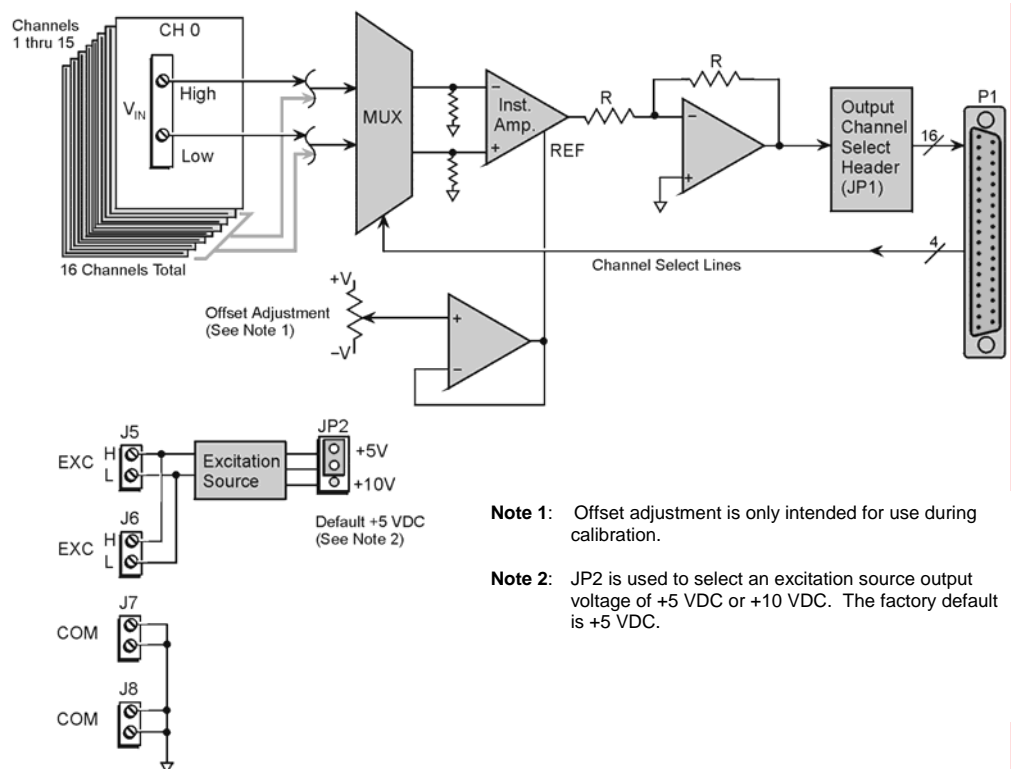 Channels
1 thru 15
CH 0
High
VIN
Low
16 Channels Total
MUX
−
Inst.
Amp.
+
REF
R
R
−
+
Output
Channel
Select
Header
(JP1)
16
P1
4
Channel Select Lines
+V
Offset Adjustment
(See Note 1)
−V
+
−
J5
EXC
H
L
Excitation
Source
JP2
+5V
+10V
Default +5 VDC
(See Note 2)
J6
EXC
H
L
J7
COM
J8
COM
Note 1: Offset adjustment is only intended for use during
calibration.
Note 2: JP2 is used to select an excitation source output
voltage of +5 VDC or +10 VDC. The factory default
is +5 VDC.